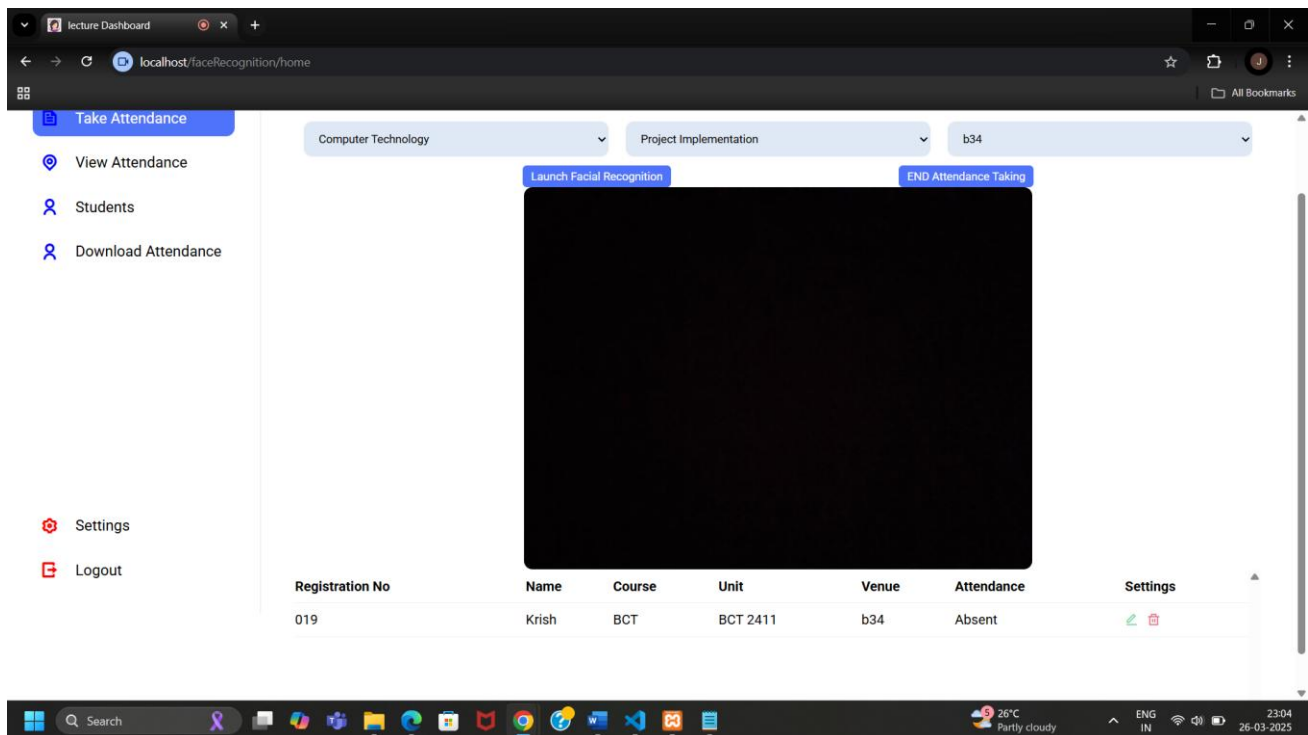 lecture Dashboard
localhost/faceRecognition/home
J
All Bookmarks
Take Attendance
Computer Technology
Project Implementation
b34
View Attendance
Launch Facial Recognition
END Attendance Taking
Students
Download Attendance
Settings
Logout
Registration No Name Course Unit Venue Attendance Settings
019 Krish BCT BCT 2411 b34 Absent
Search
5
26°C
Partly cloudy
ENG
IN
23:04
26-03-2025